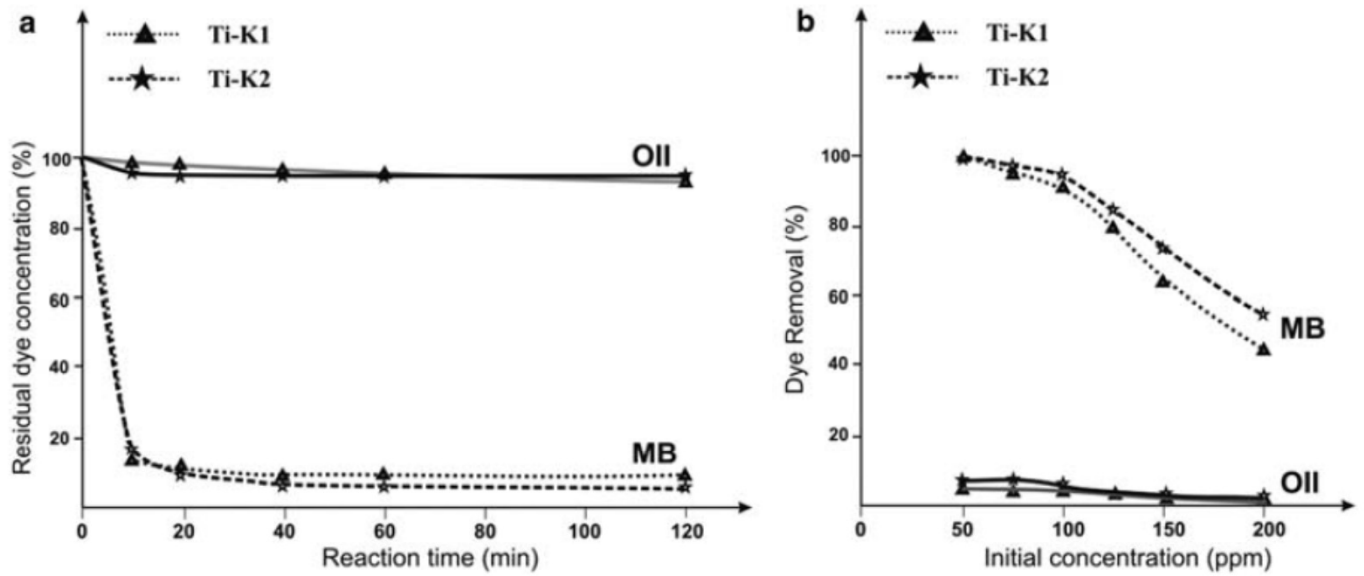 a
Ti-K1
Ti-K2
Residual dye concentration (%)
100
80
60
40
20
OII
MB
0 20 40 60 80 100 120
Reaction time (min)
b
Ti-K1
Ti-K2
Dye Removal (%)
100
80
60
40
20
MB
OII
0 50 100 150 200
Initial concentration (ppm)